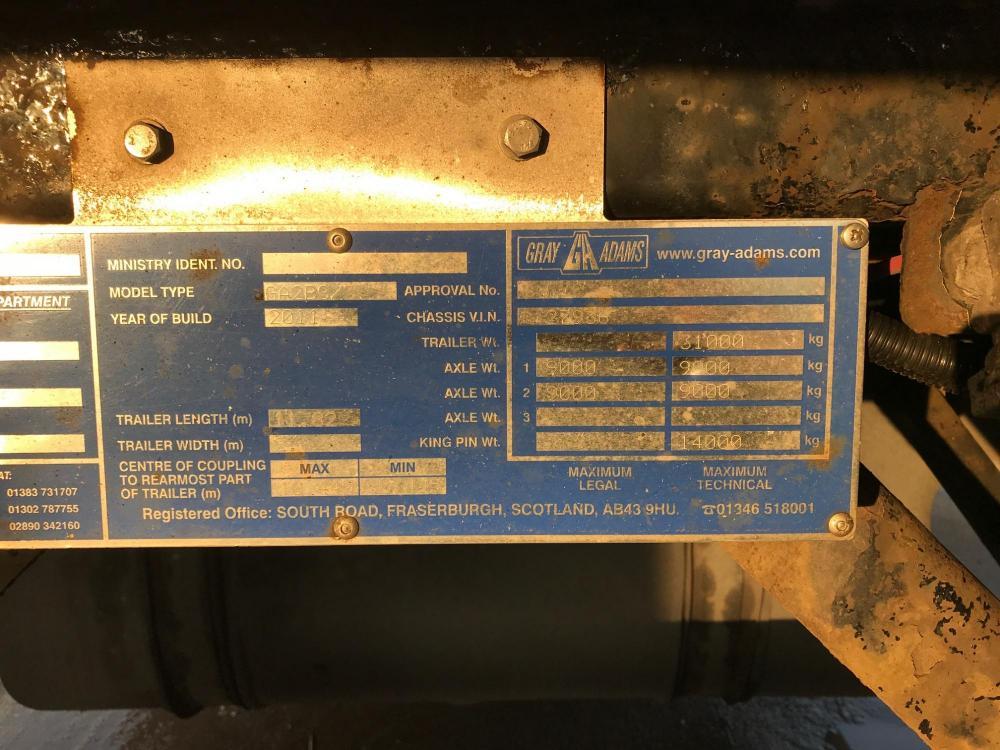 PARTMENT
AT:
01383 731707
01302 787755
02890 342160
MINISTRY IDENT. NO.
MODEL TYPE
YEAR OF BUILD 2011
TRAILER LENGTH (m)
TRAILER WIDTH (m)
CENTRE OF COUPLING
TO REARMOST PART
OF TRAILER (m)
MAX MIN
GRAY GA ADAMS www.gray-adams.com
APPROVAL No.
CHASSIS V.I.N.
TRAILER Wt. 31000 kg
AXLE Wt. 1 9000 9000 kg
AXLE Wt. 2 9000 9000 kg
AXLE Wt. 3 kg
KING PIN Wt. 14000 kg
MAXIMUM LEGAL
MAXIMUM TECHNICAL
Registered Office: SOUTH ROAD, FRASERBURGH, SCOTLAND, AB43 9HU. ☎01346 518001